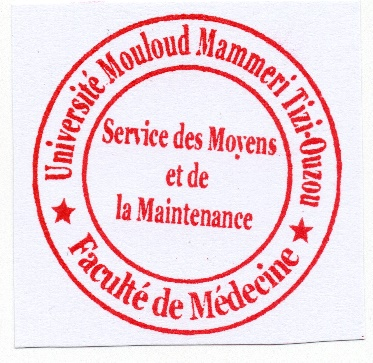 Université Mouloud Mammeri Tizi-Ouzou
Service des Moyens
et de
la Maintenance
★ Faculté de Médecine ★